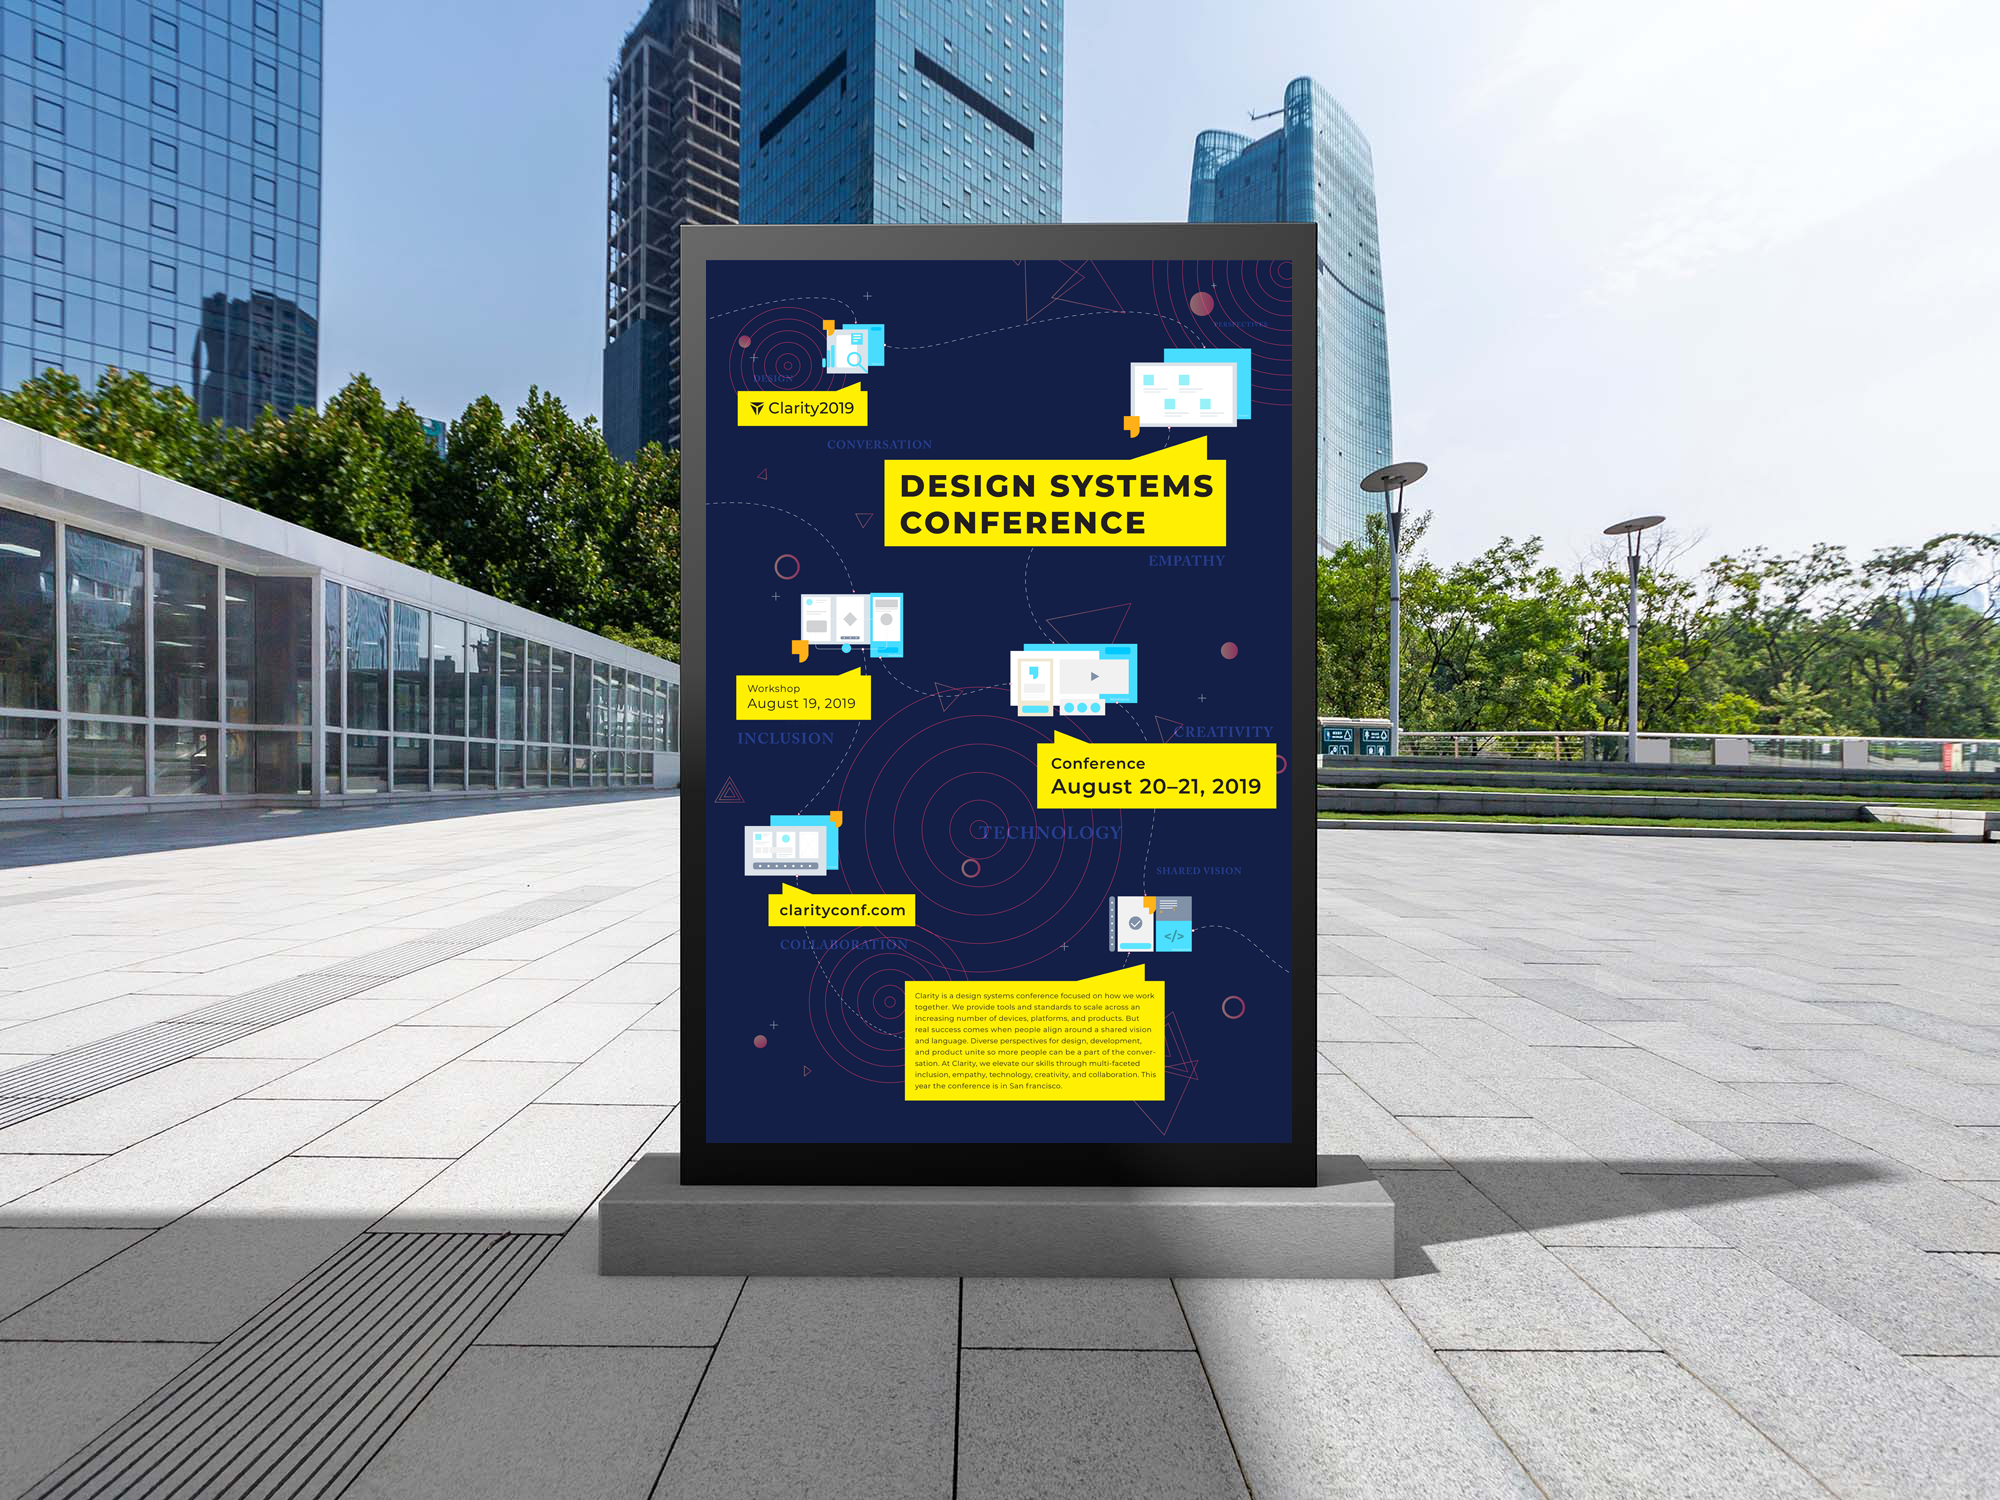 PERSPECTIVES
DESIGN
Clarity2019
CONVERSATION
DESIGN SYSTEMS
CONFERENCE
EMPATHY
Workshop
August 19, 2019
INCLUSION
CREATIVITY
Conference
August 20–21, 2019
TECHNOLOGY
SHARED VISION
clarityconf.com
COLLABORATION
</>
Clarity is a design systems conference focused on how we work
together. We provide tools and standards to scale across an
increasing number of devices, platforms, and products. But
real success comes when people align around a shared vision
and language. Diverse perspectives for design, development,
and product unite so more people can be a part of the conver-
sation. At Clarity, we elevate our skills through multi-faceted
inclusion, empathy, technology, creativity, and collaboration. This
year the conference is in San francisco.